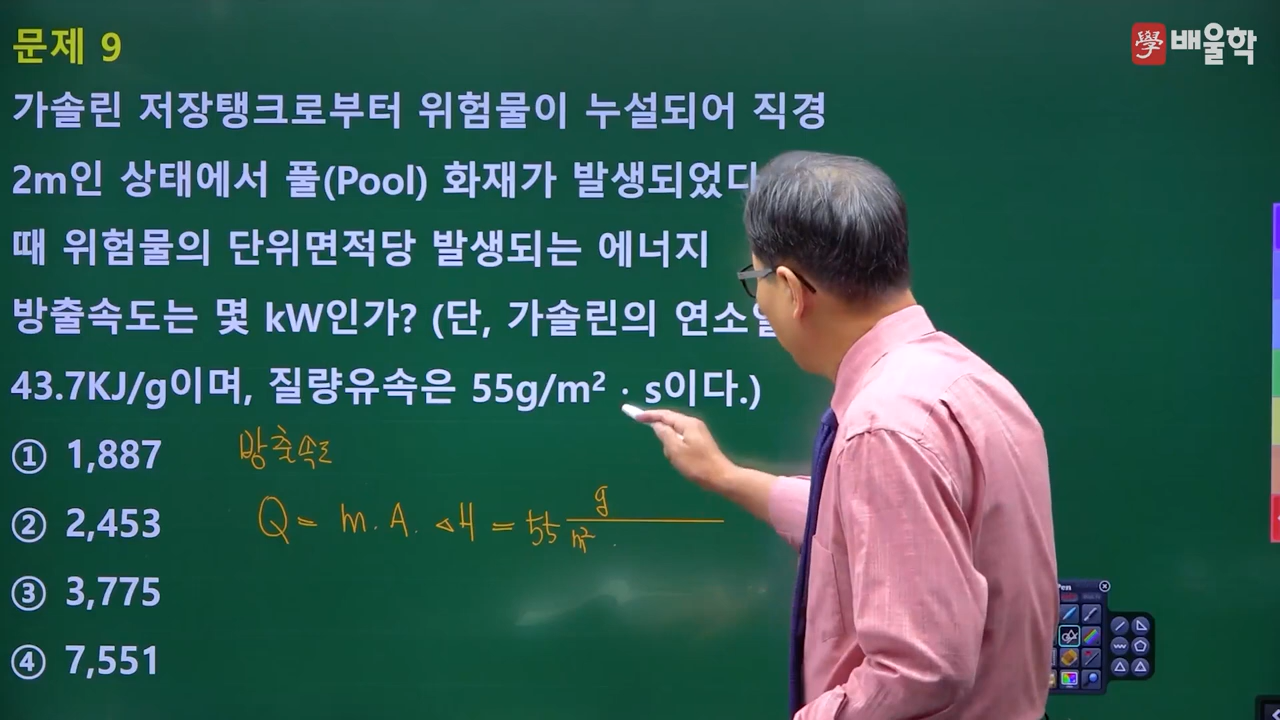 문제 9
學 배울학
가솔린 저장탱크로부터 위험물이 누설되어 직경
2m인 상태에서 풀(Pool) 화재가 발생되었다
때 위험물의 단위면적당 발생되는 에너지
방출속도는 몇 kW인가? (단, 가솔린의 연소열
43.7KJ/g이며, 질량유속은 55g/m² · s이다.)
① 1,887
방출속도
② 2,453
Q = m. A. ⊿H = 55 g/m²
③ 3,775
④ 7,551